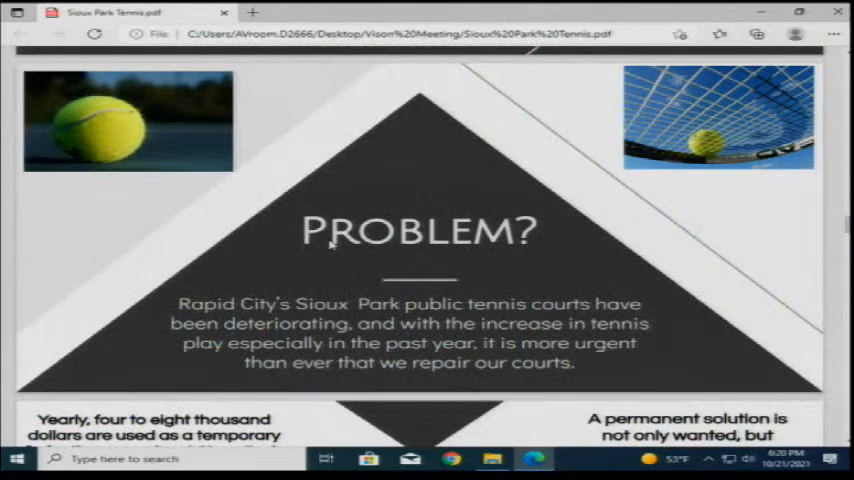 Sioux Park Tennis.pdf
File
C:/Users/AVroom.D2666/Desktop/Vison%20Meeting/Sioux%20Park%20Tennis.pdf
PROBLEM?
Rapid City's Sioux Park public tennis courts have
been deteriorating, and with the increase in tennis
play especially in the past year, it is more urgent
than ever that we repair our courts.
Yearly, four to eight thousand
dollars are used as a temporary
A permanent solution is
not only wanted, but
Type here to search
53°F
6:20 PM
10/21/2021